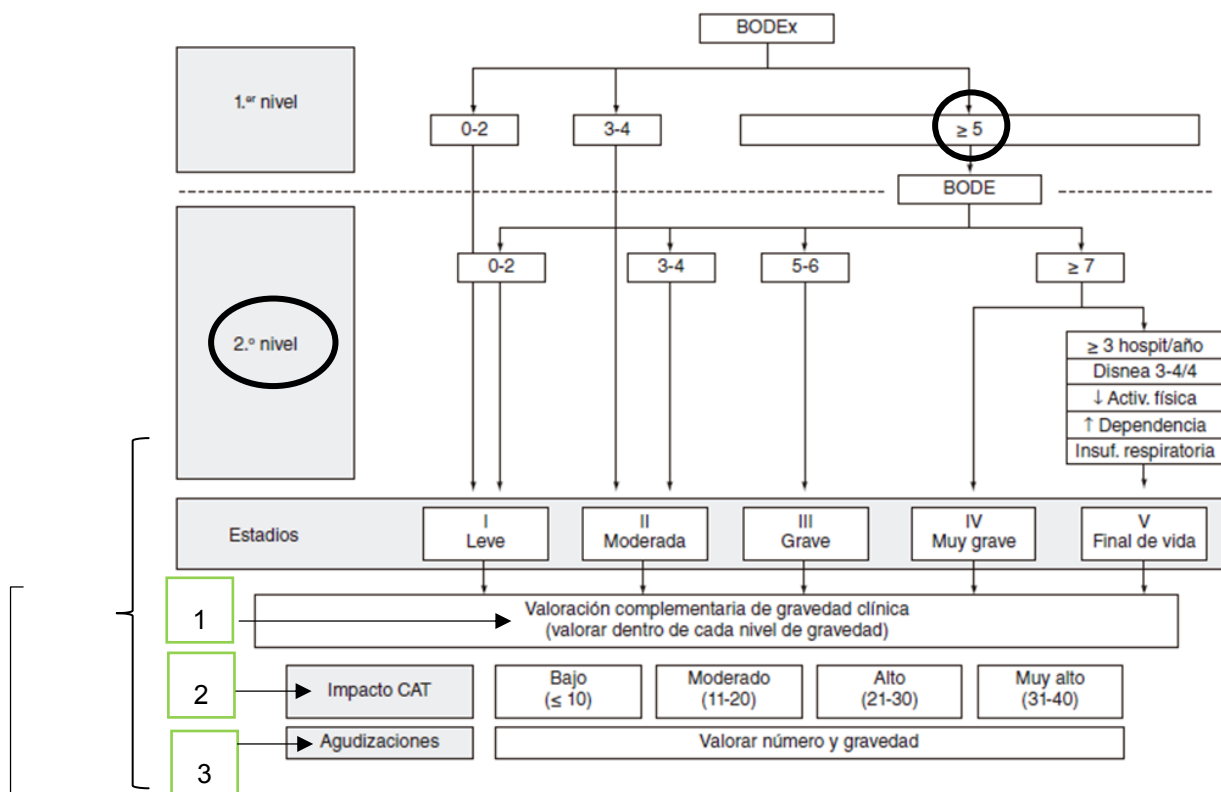 BODEx
1.er nivel
0-2
3-4
≥ 5
BODE
0-2
3-4
5-6
≥ 7
2.º nivel
≥ 3 hospit/año
Disnea 3-4/4
↓ Activ. física
↑ Dependencia
Insuf. respiratoria
Estadios
I
Leve
II
Moderada
III
Grave
IV
Muy grave
V
Final de vida
1
Valoración complementaria de gravedad clínica
(valorar dentro de cada nivel de gravedad)
2
Impacto CAT
Bajo
(≤ 10)
Moderado
(11-20)
Alto
(21-30)
Muy alto
(31-40)
3
Agudizaciones
Valorar número y gravedad